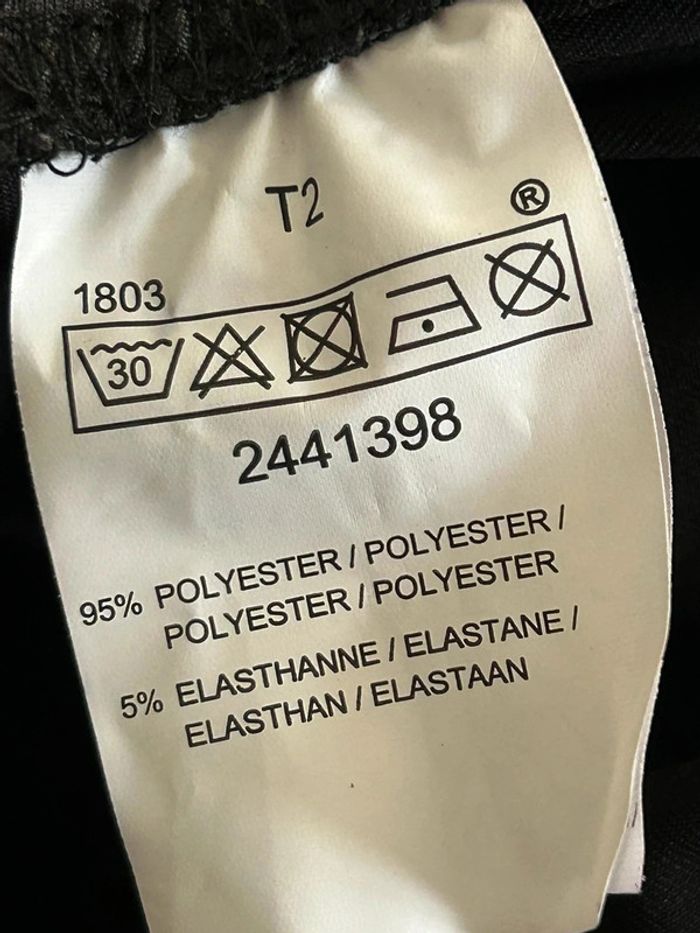 T2
®
1803
30
2441398
95% POLYESTER / POLYESTER /
POLYESTER / POLYESTER
5% ELASTHANNE / ELASTANE /
ELASTHAN / ELASTAAN